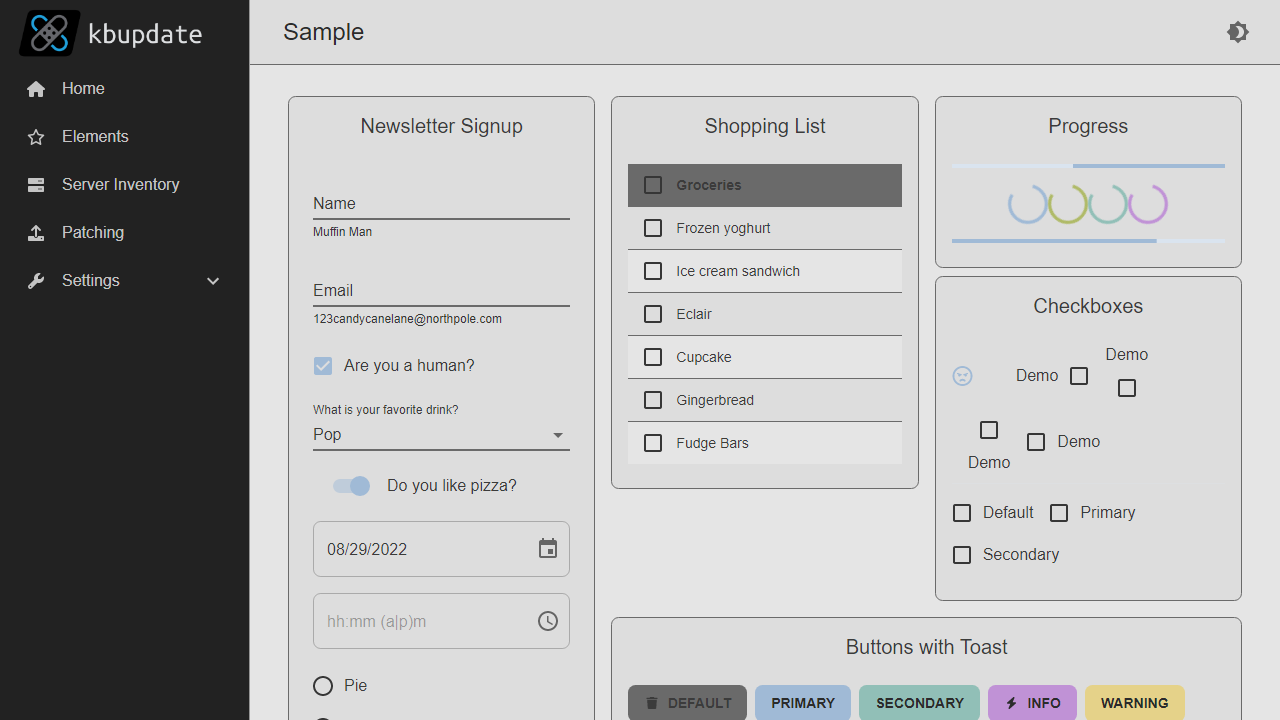 kbupdate
Home
Elements
Server Inventory
Patching
Settings
Sample
Newsletter Signup
Name
Muffin Man
Email
123candycanelane@northpole.com
Are you a human?
What is your favorite drink?
Pop
Do you like pizza?
08/29/2022
hh:mm (a|p)m
Pie
Shopping List
Groceries
Frozen yoghurt
Ice cream sandwich
Eclair
Cupcake
Gingerbread
Fudge Bars
Progress
Checkboxes
Demo
Demo
Demo
Demo
Default
Primary
Secondary
Buttons with Toast
DEFAULT
PRIMARY
SECONDARY
INFO
WARNING